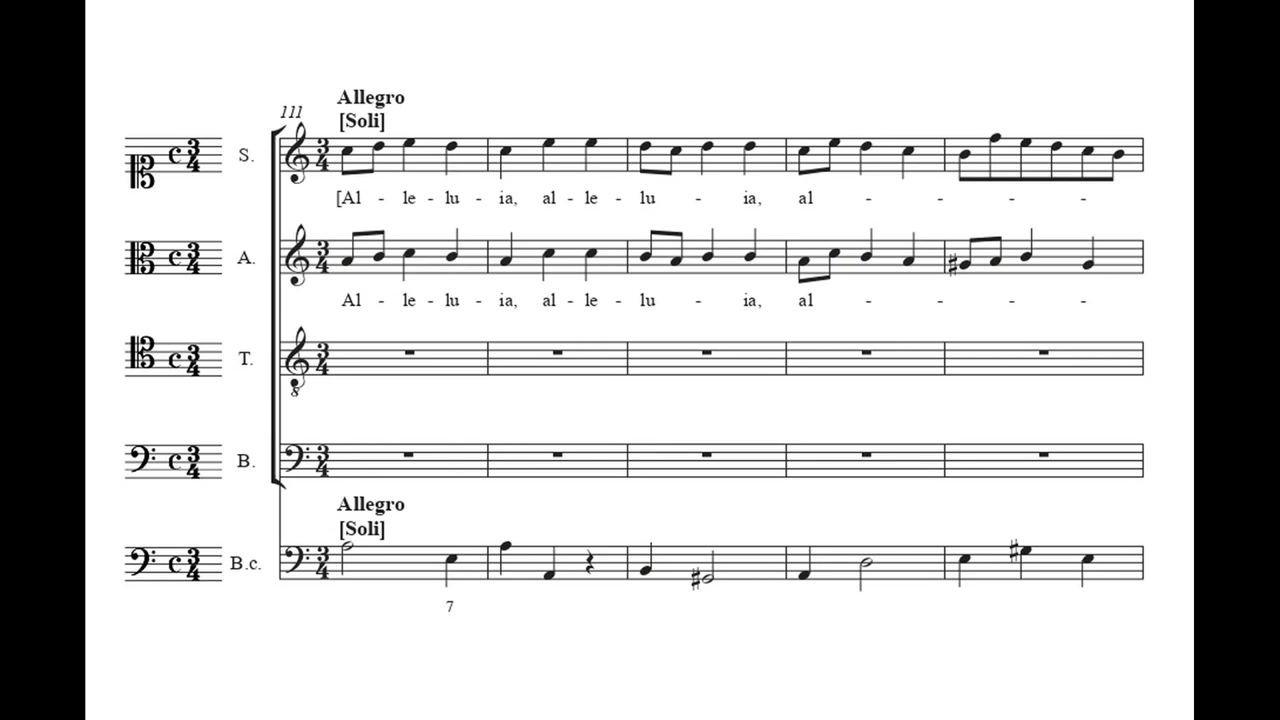 Allegro
111
[Soli]
S.
[Al - le - lu - ia, al - le - lu - ia, al - - - -
A.
Al - le - lu - ia, al - le - lu - ia, al - - - -
T.
8
B.
Allegro
[Soli]
B.c.
7